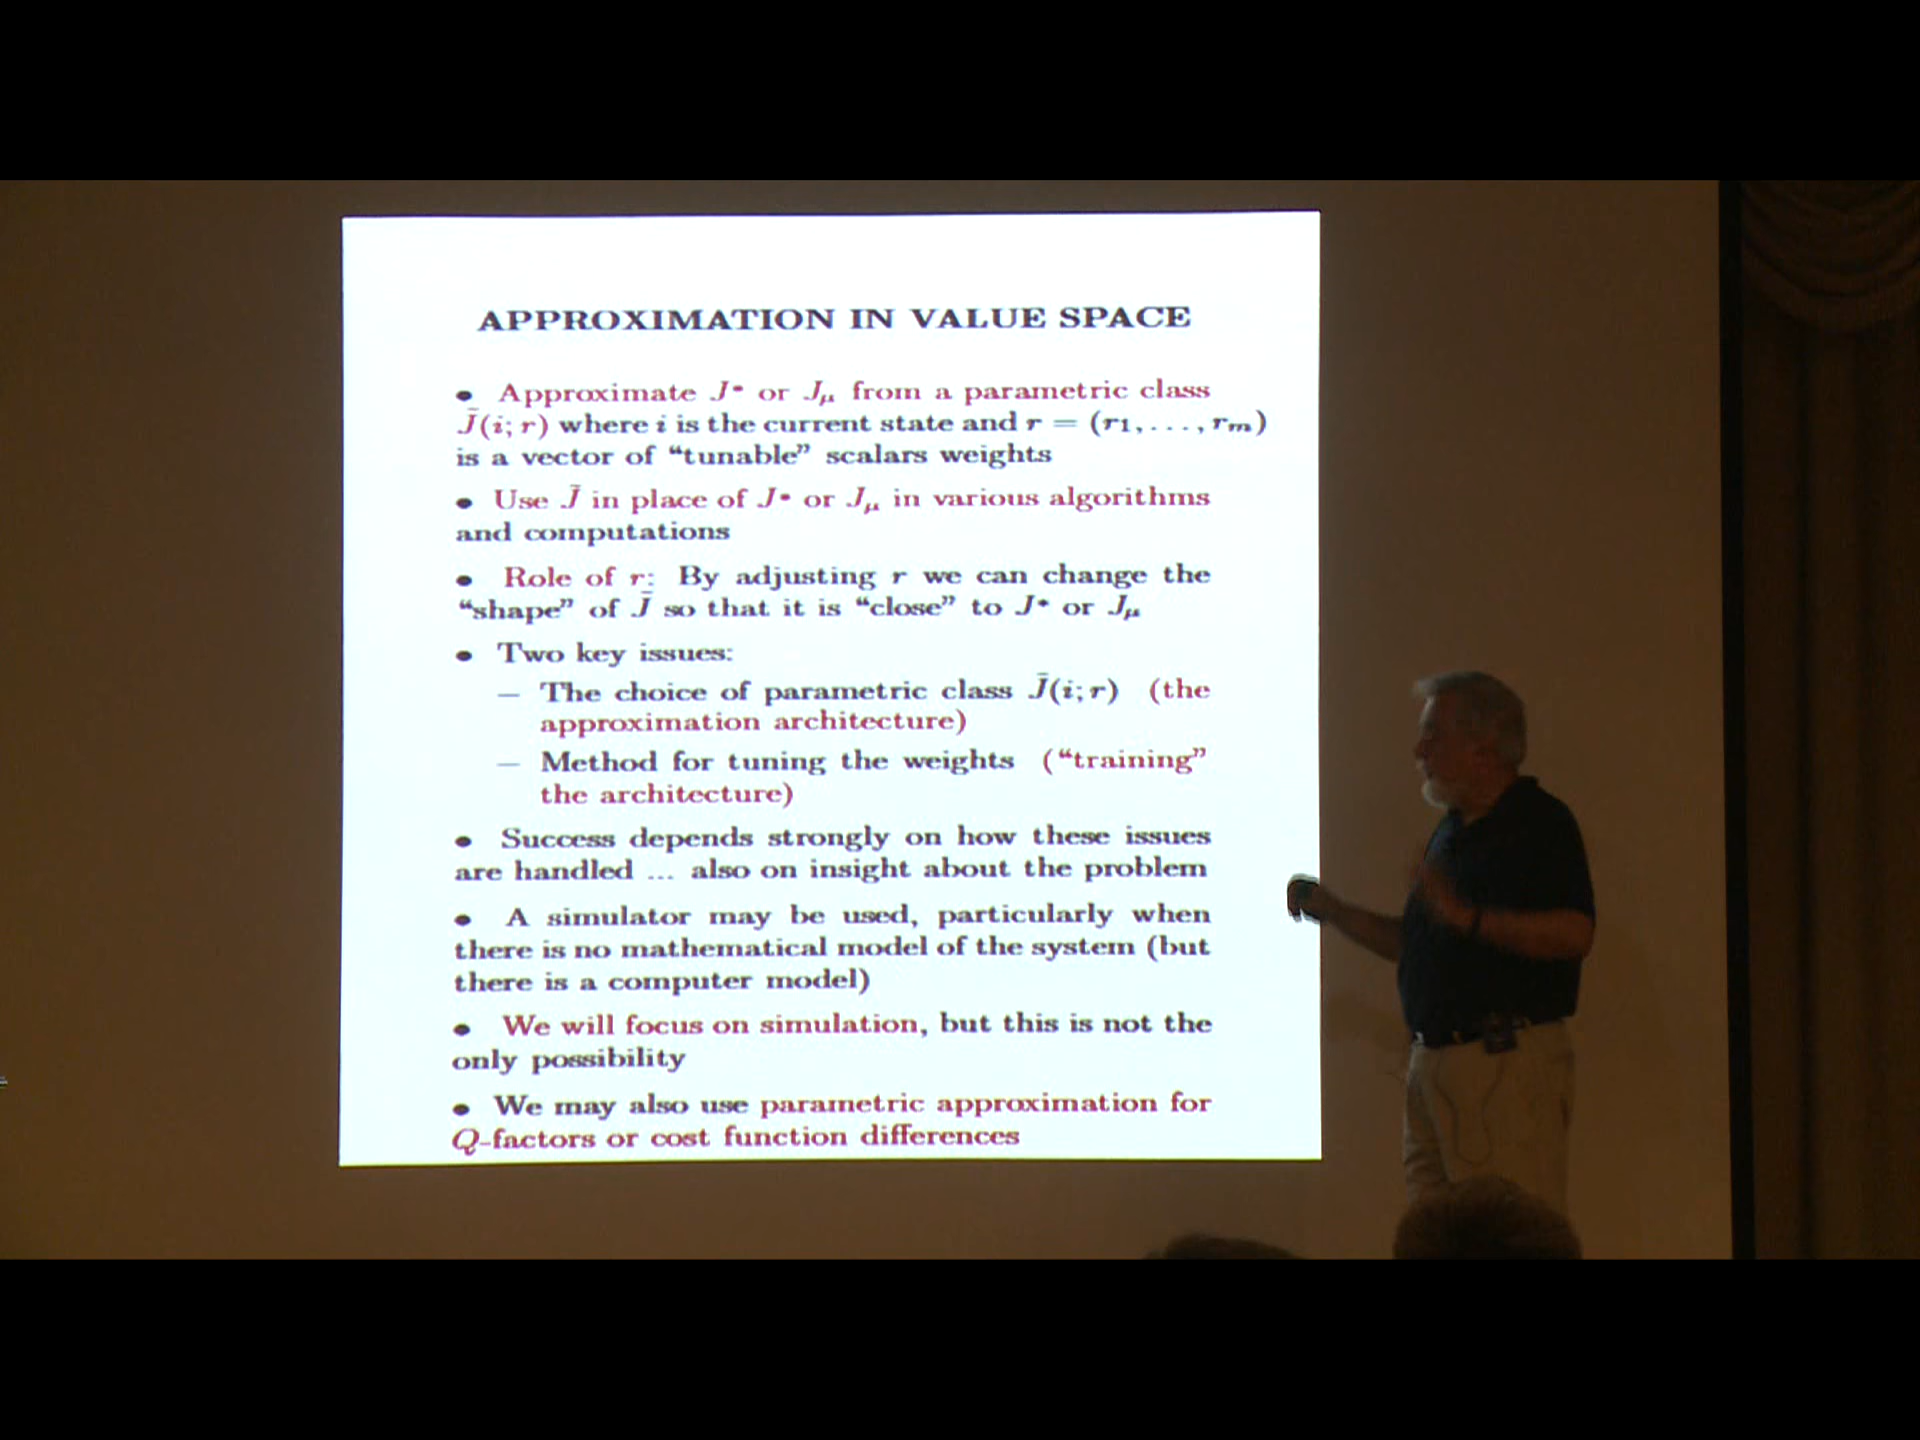 APPROXIMATION IN VALUE SPACE
• Approximate J* or Jμ from a parametric class
J̃(i; r) where i is the current state and r = (r1, . . . , rm)
is a vector of “tunable” scalars weights
• Use J̃ in place of J* or Jμ in various algorithms
and computations
• Role of r: By adjusting r we can change the
“shape” of J̃ so that it is “close” to J* or Jμ
• Two key issues:
− The choice of parametric class J̃(i; r) (the
approximation architecture)
− Method for tuning the weights (“training”
the architecture)
• Success depends strongly on how these issues
are handled ... also on insight about the problem
• A simulator may be used, particularly when
there is no mathematical model of the system (but
there is a computer model)
• We will focus on simulation, but this is not the
only possibility
• We may also use parametric approximation for
Q-factors or cost function differences